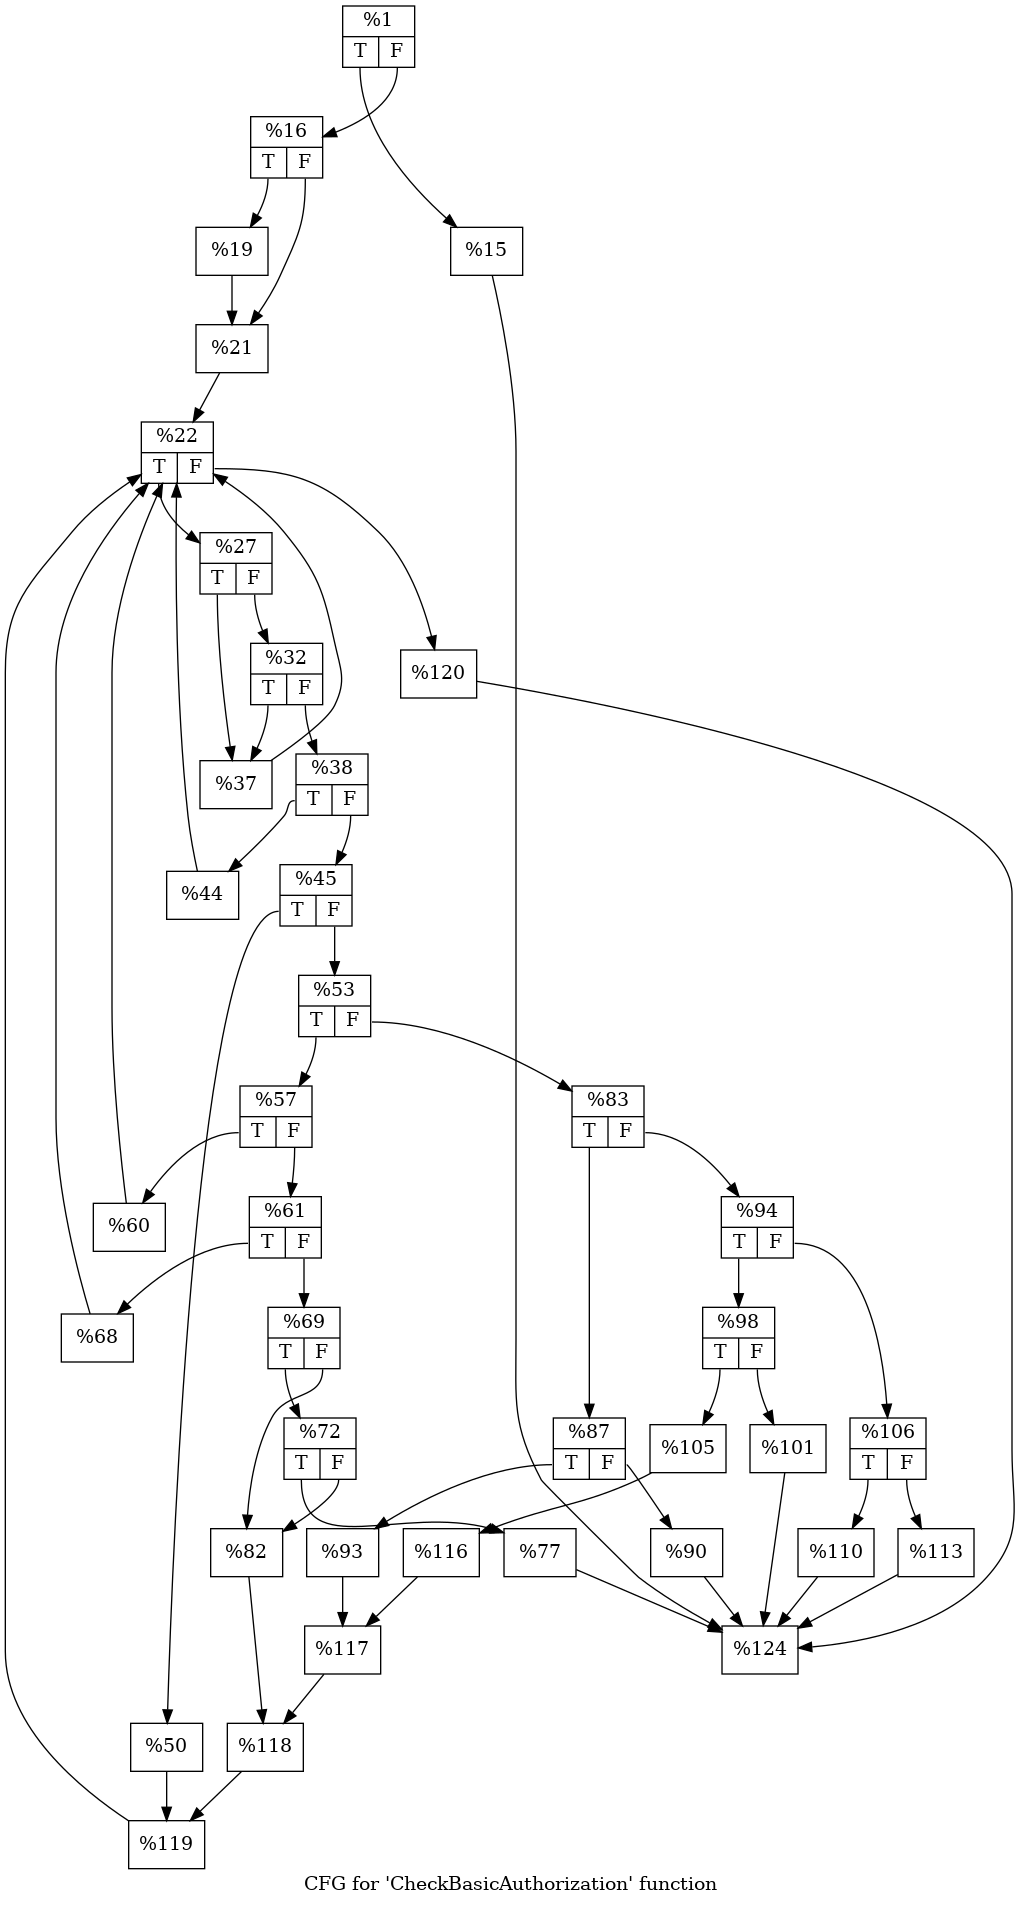 %1
T F
%16
T F
%19
%15
%21
%22
T F
%27
T F
%32
T F
%120
%37
%38
T F
%44
%45
T F
%53
T F
%57
T F
%83
T F
%60
%61
T F
%94
T F
%68
%69
T F
%98
T F
%72
T F
%87
T F
%105
%101
%106
T F
%82
%93
%116
%77
%90
%110
%113
%117
%124
%50
%118
%119
CFG for 'CheckBasicAuthorization' function